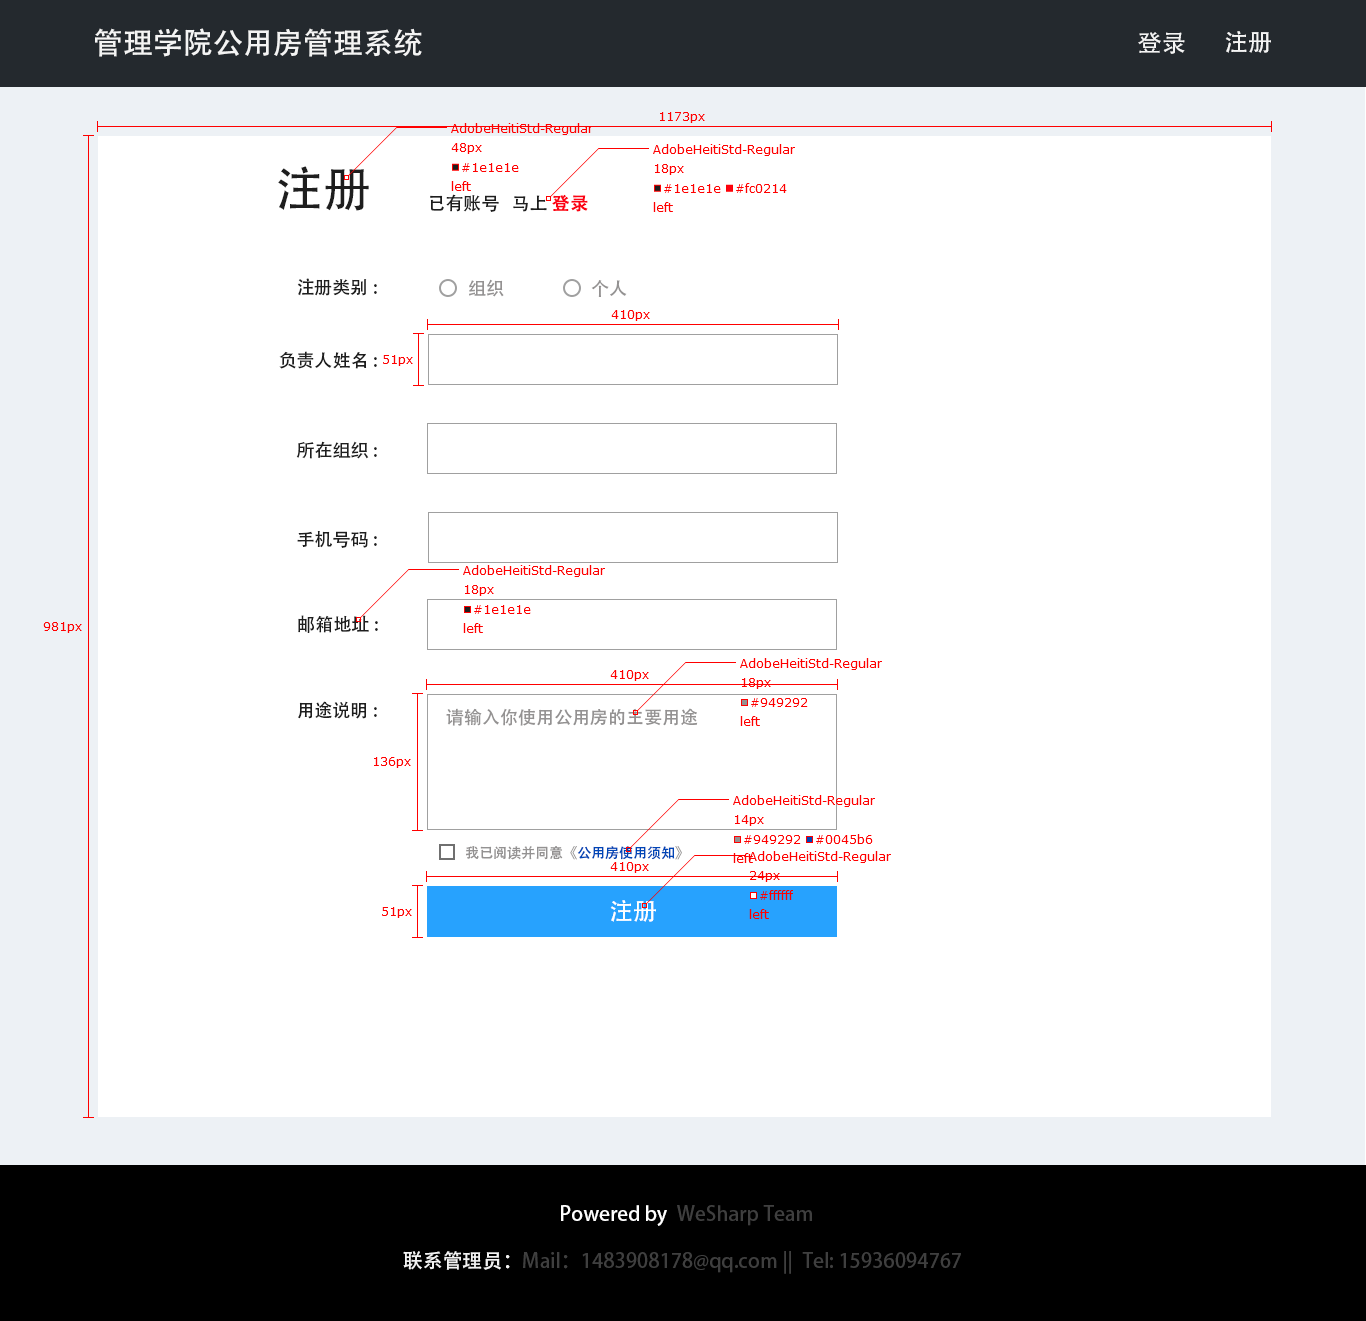 管理学院公用房管理系统 登录 注册
1173px
AdobeHeitiStd-Regular
48px
#1e1e1e
left
AdobeHeitiStd-Regular
18px
#1e1e1e #fc0214
left
注册 已有账号 马上 登录
注册类别： 组织 个人
410px
负责人姓名： 51px
所在组织：
手机号码：
AdobeHeitiStd-Regular
18px
#1e1e1e
left
邮箱地址：
981px
AdobeHeitiStd-Regular
18px
#949292
left
410px
用途说明： 请输入你使用公用房的主要用途
136px
AdobeHeitiStd-Regular
14px
#949292 #0045b6
left
我已阅读并同意《公用房使用须知》
AdobeHeitiStd-Regular
24px
#ffffff
left
410px
51px 注册
Powered by WeSharp Team
联系管理员：Mail：1483908178@qq.com || Tel: 15936094767